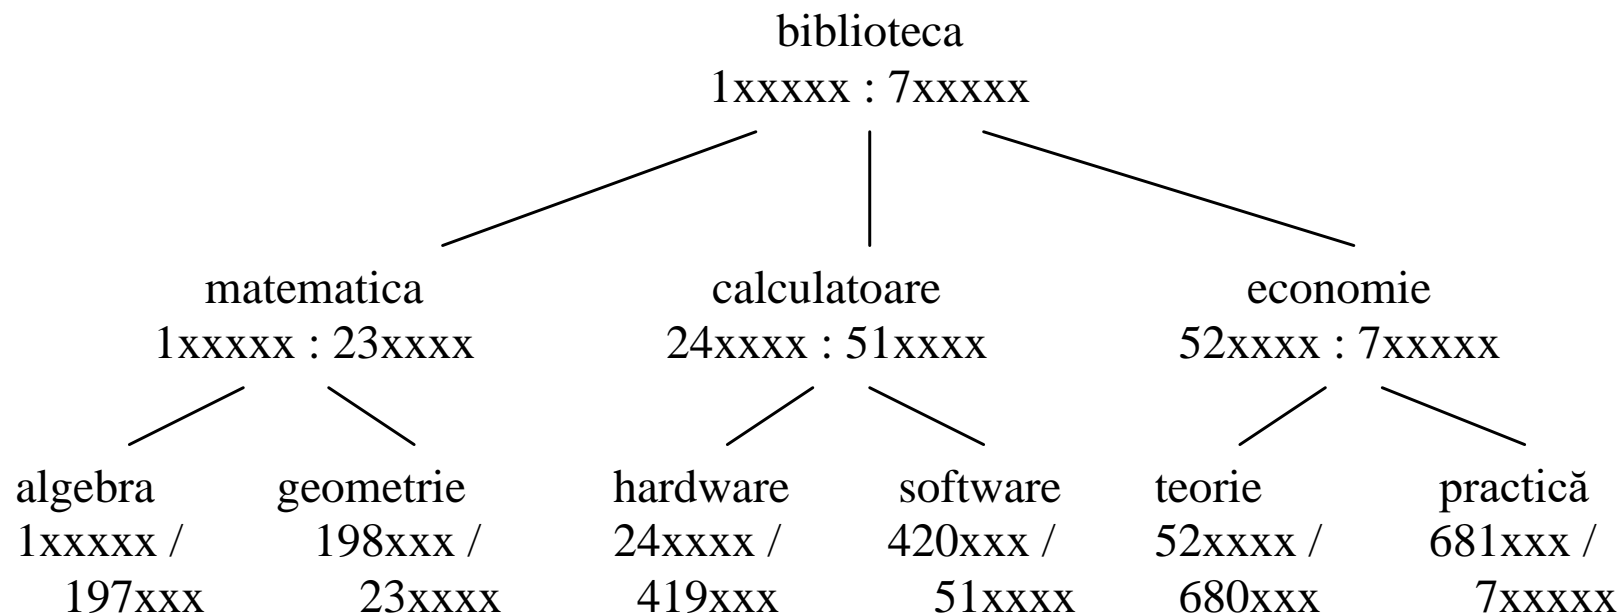 biblioteca
1xxxxx : 7xxxxx
matematica calculatoare economie
1xxxxx : 23xxxx 24xxxx : 51xxxx 52xxxx : 7xxxxx
algebra geometrie hardware software teorie practică
1xxxxx / 198xxx / 24xxxx / 420xxx / 52xxxx / 681xxx /
197xxx 23xxxx 419xxx 51xxxx 680xxx 7xxxxx